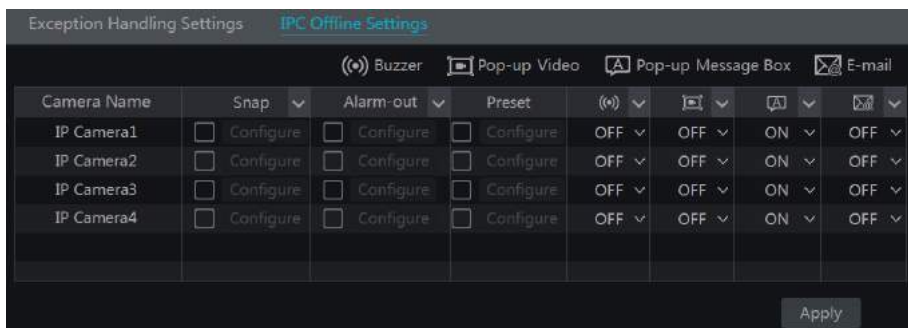 Exception Handling Settings IPC Offline Settings
Buzzer Pop-up Video Pop-up Message Box E-mail
Camera Name Snap Alarm-out Preset
IP Camera1 Configure Configure Configure OFF OFF ON OFF
IP Camera2 Configure Configure Configure OFF OFF ON OFF
IP Camera3 Configure Configure Configure OFF OFF ON OFF
IP Camera4 Configure Configure Configure OFF OFF ON OFF
Apply